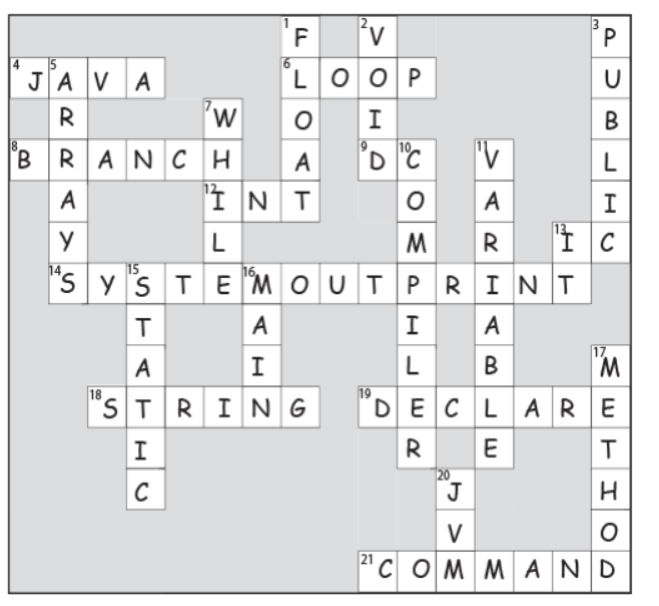 1 F 2 V 3 P
4 J 5 A V A 6 L O O P U
R 7 W O I B
8 B R A N C H A 9 D 10 C 11 V L
A 12 I N T O A I
Y L M R 13 I C
14 S Y 15 S T E 16 M O U T P R I N T
T A I A
A I L B 17 M
18 S T R I N G 19 D E C L A R E
I R E T
C 20 J H
V O
21 C O M M A N D